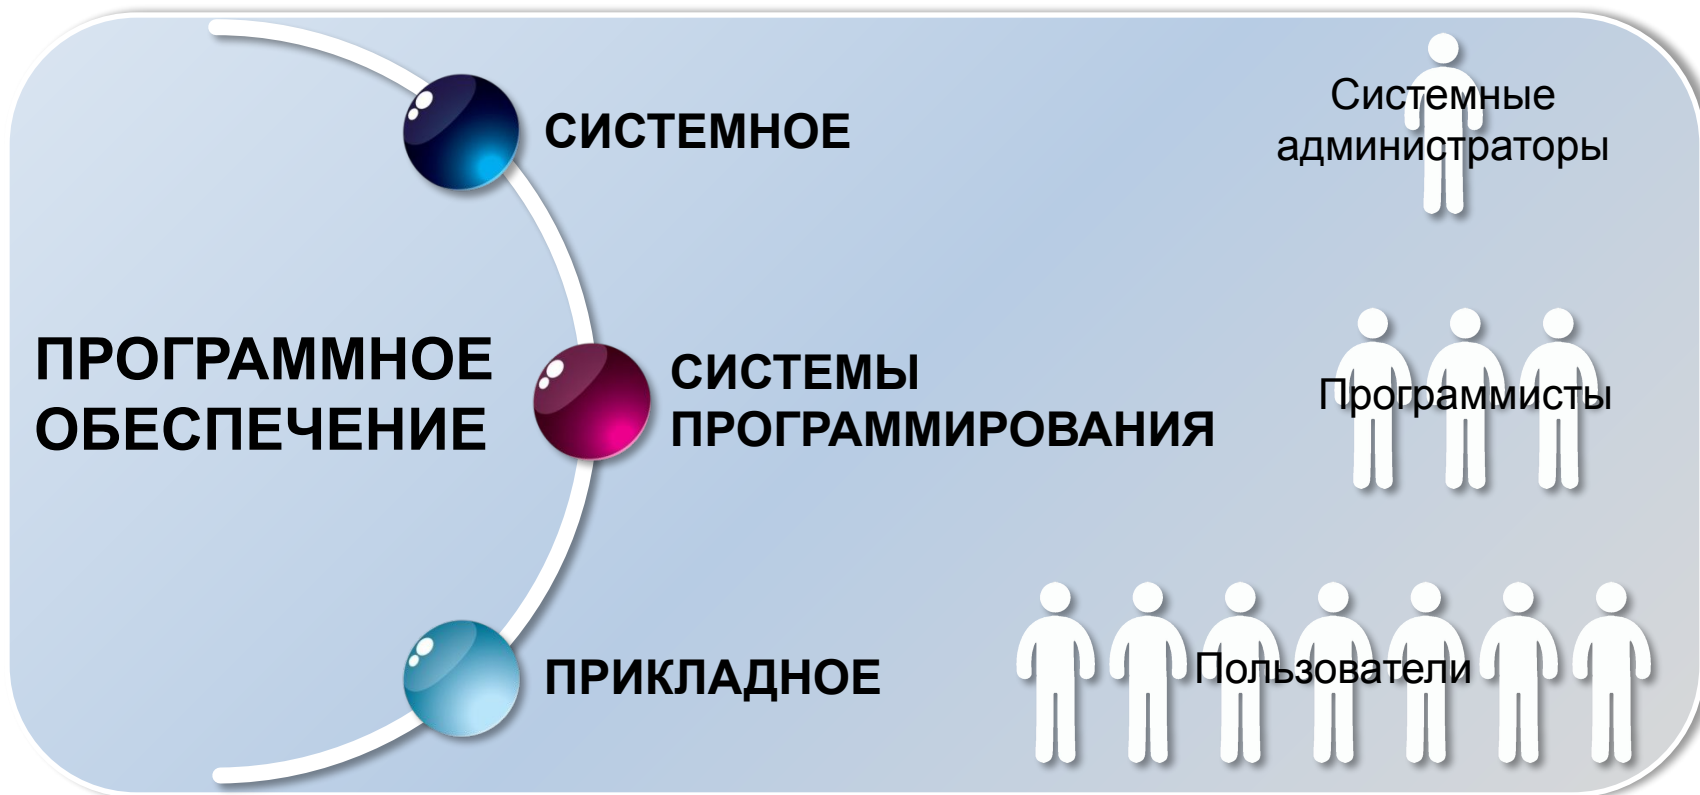 СИСТЕМНОЕ
Системные
администраторы
ПРОГРАММНОЕ
ОБЕСПЕЧЕНИЕ
СИСТЕМЫ
ПРОГРАММИРОВАНИЯ
Программисты
ПРИКЛАДНОЕ
Пользователи